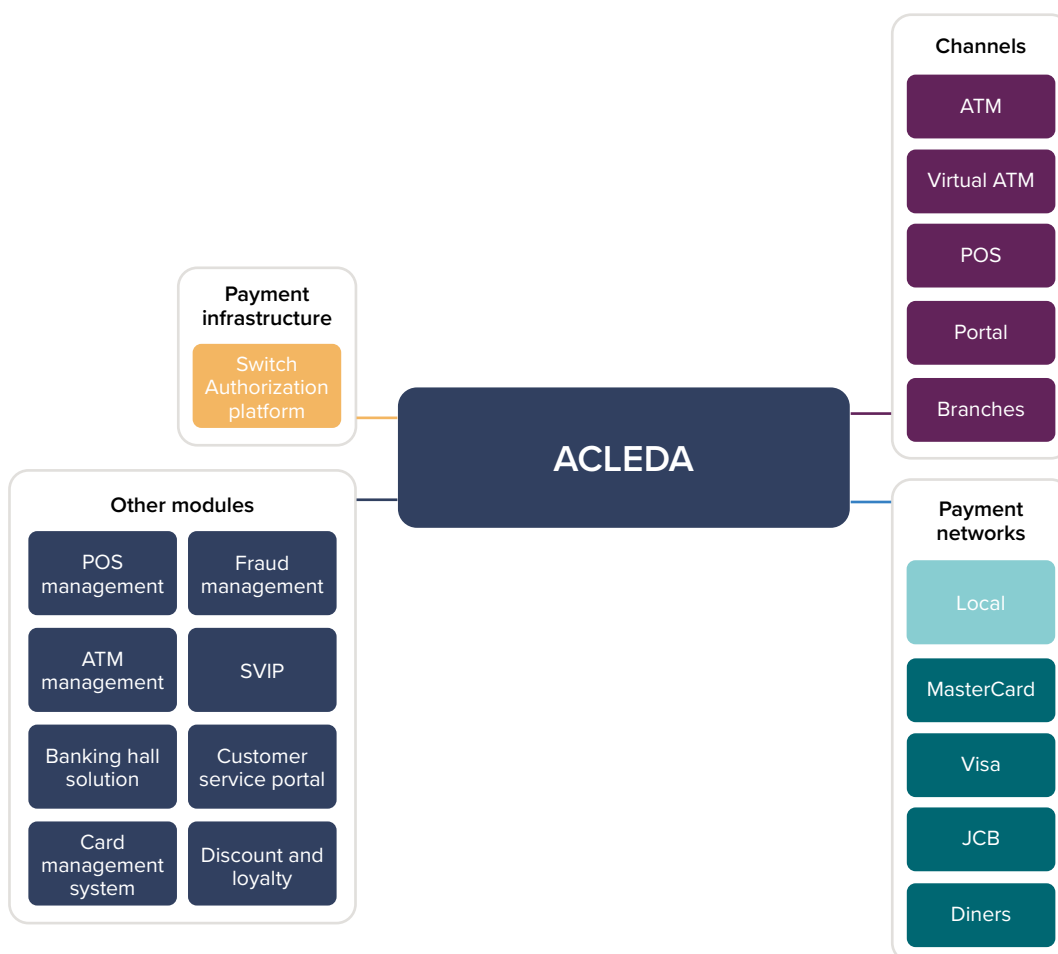 Channels
ATM
Virtual ATM
POS
Portal
Branches
Payment
infrastructure
Switch
Authorization
platform
ACLEDA
Other modules
POS
management
Fraud
management
ATM
management
SVIP
Banking hall
solution
Customer
service portal
Card
management
system
Discount and
loyalty
Payment
networks
Local
MasterCard
Visa
JCB
Diners